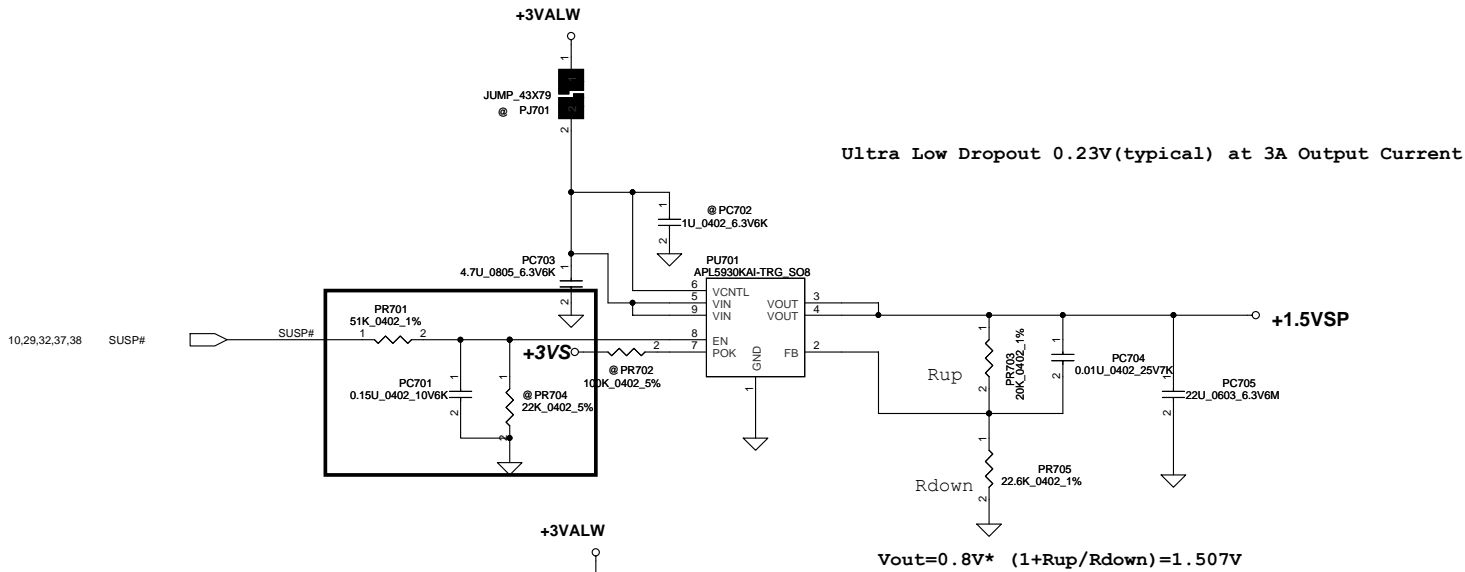 +3VALW
1
1
JUMP_43X79
@ PJ701
2
2
Ultra Low Dropout 0.23V(typical) at 3A Output Current
1
@ PC702
1U_0402_6.3V6K
2
PC703
4.7U_0805_6.3V6K
1
2
PU701
APL5930KAI-TRG_SO8
6 VCNTL
5 VIN
9 VIN
VOUT 3
VOUT 4
8 EN
7 POK
FB 2
GND
1
10,29,32,37,38 SUSP#
SUSP#
PR701
51K_0402_1%
1 2
+3VS
2
@ PR702
100K_0402_5%
PC701
0.15U_0402_10V6K
1
2
1
@ PR704
22K_0402_5%
2
+1.5VSP
Rup
1
PR703
20K_0402_1%
2
1
PC704
0.01U_0402_25V7K
2
1
PC705
22U_0603_6.3V6M
2
Rdown
1
PR705
22.6K_0402_1%
2
+3VALW
Vout=0.8V* (1+Rup/Rdown)=1.507V